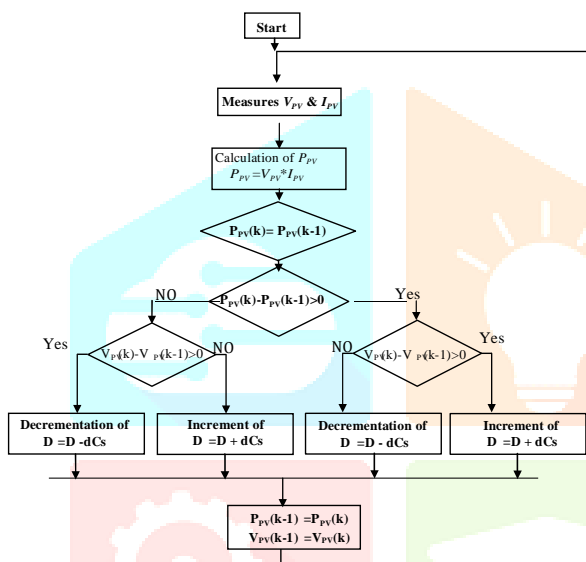 Start
Measures V_PV & I_PV
Calculation of P_PV
P_PV =V_PV*I_PV
P_PV(k)= P_PV(k-1)
P_PV(k)-P_PV(k-1)>0
NO
Yes
V_PV(k)-V_PV(k-1)>0
Yes
NO
V_PV(k)-V_PV(k-1)>0
NO
Yes
Decrementation of
D =D -dCs
Increment of
D =D + dCs
Decrementation of
D =D - dCs
Increment of
D =D + dCs
P_PV(k-1) =P_PV(k)
V_PV(k-1) =V_PV(k)